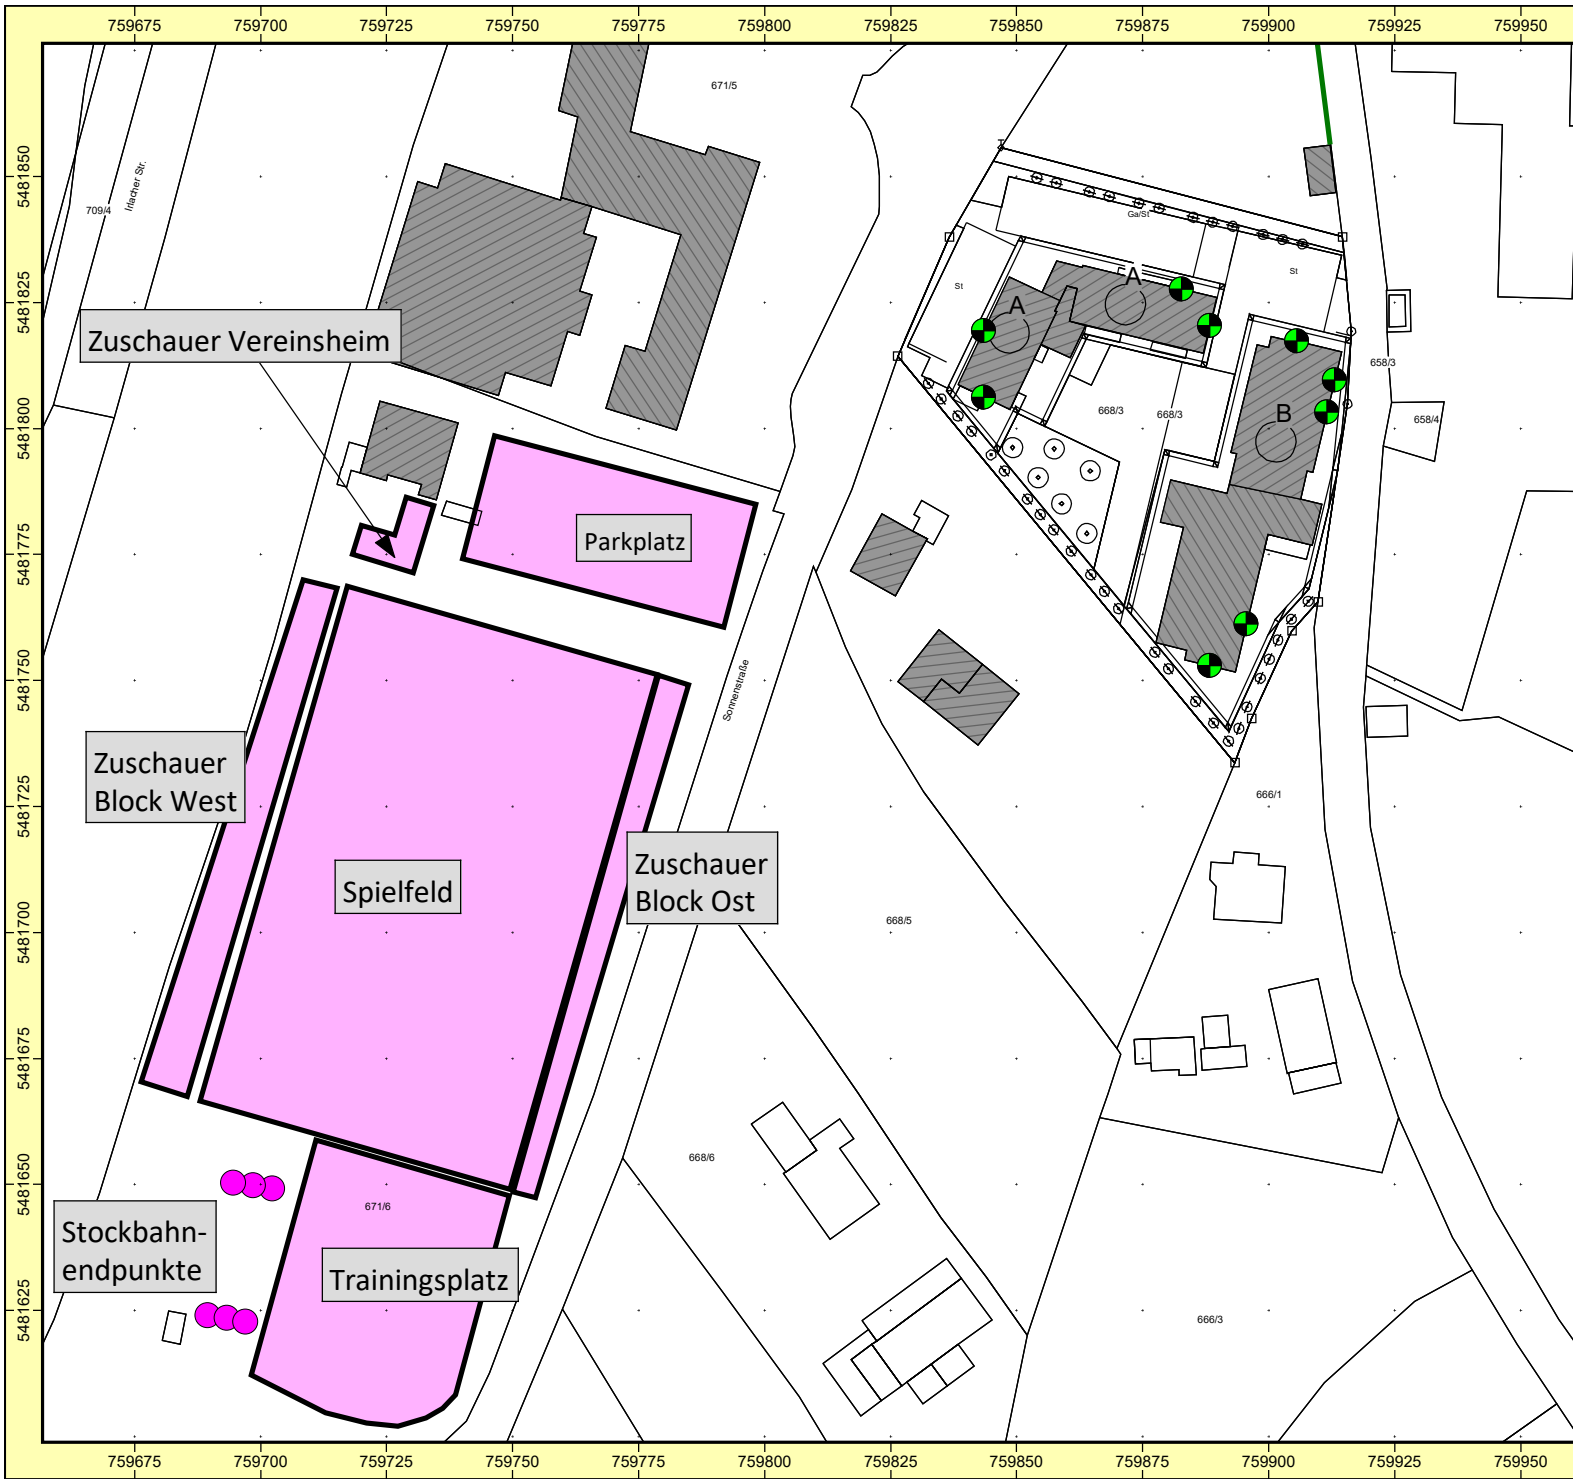 759675 759700 759725 759750 759775 759800 759825 759850 759875 759900 759925 759950
5481850
5481825
5481800
5481775
5481750
5481725
5481700
5481675
5481650
5481625
671/5
Irlacher Str.
709/4
Ga/St
St
St
A
A
B
Zuschauer Vereinsheim
658/3
668/3
668/3
658/4
Parkplatz
Sonnenstraße
Zuschauer
Block West
666/1
Spielfeld
Zuschauer
Block Ost
668/5
668/6
671/6
Stockbahn-
endpunkte
Trainingsplatz
666/3
759675 759700 759725 759750 759775 759800 759825 759850 759875 759900 759925 759950